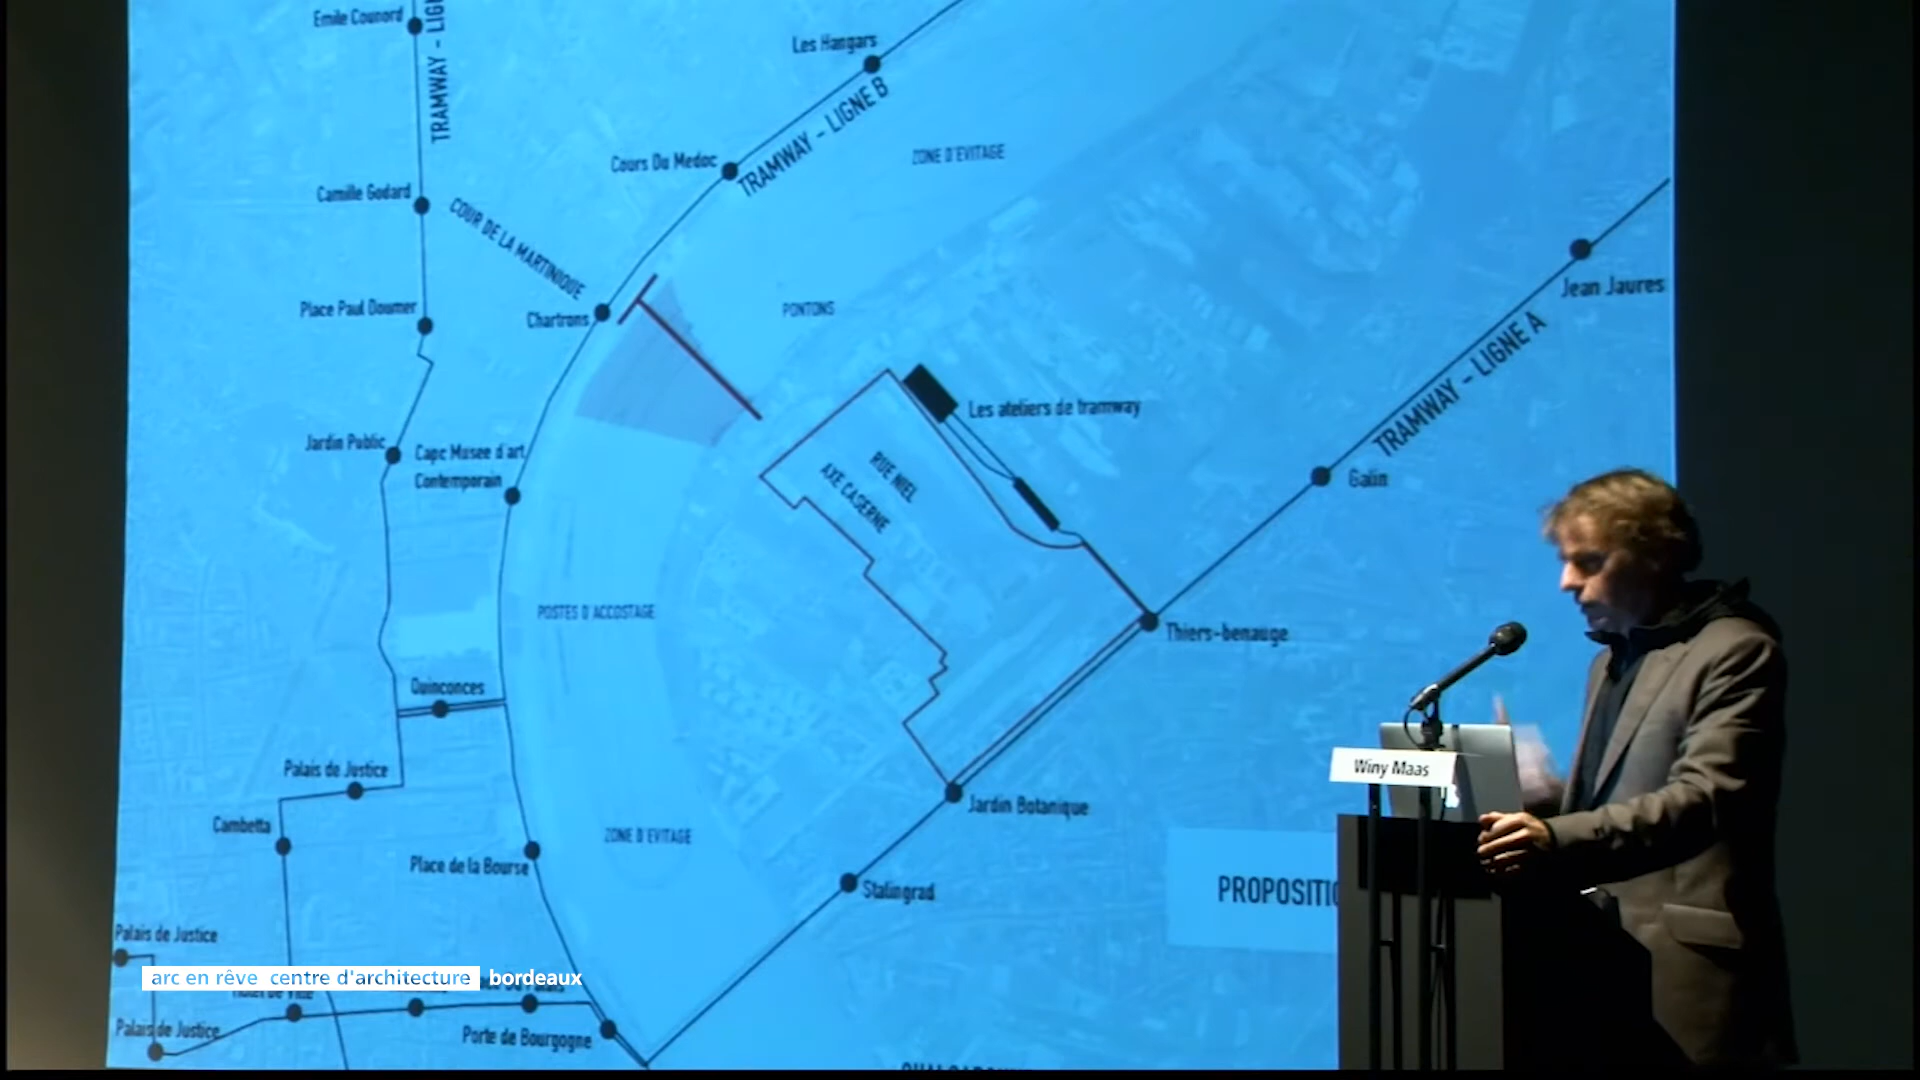 Emile Counord
TRAMWAY - LIG
Les Hangars
TRAMWAY - LIGNE B
Cours Du Medoc
ZONE D'EVITAGE
Camille Godard
COUR DE LA MARTINIQUE
Jean Jaures
Place Paul Doumer
Chartrons
PONTONS
TRAMWAY - LIGNE A
Les ateliers de tramway
Jardin Public
Capc Musee d'art
Contemporain
RUE NIEL
AXE CASERNE
Galin
POSTES D'ACCOSTAGE
Thiers-benauge
Quinconces
Palais de Justice
Winy Maas
Jardin Botanique
Cambetta
ZONE D'EVITAGE
Place de la Bourse
Stalingrad
PROPOSITIO
Palais de Justice
arc en rêve centre d'architecture bordeaux
Hotel de Ville
Palais de Justice
Porte de Bourgogne